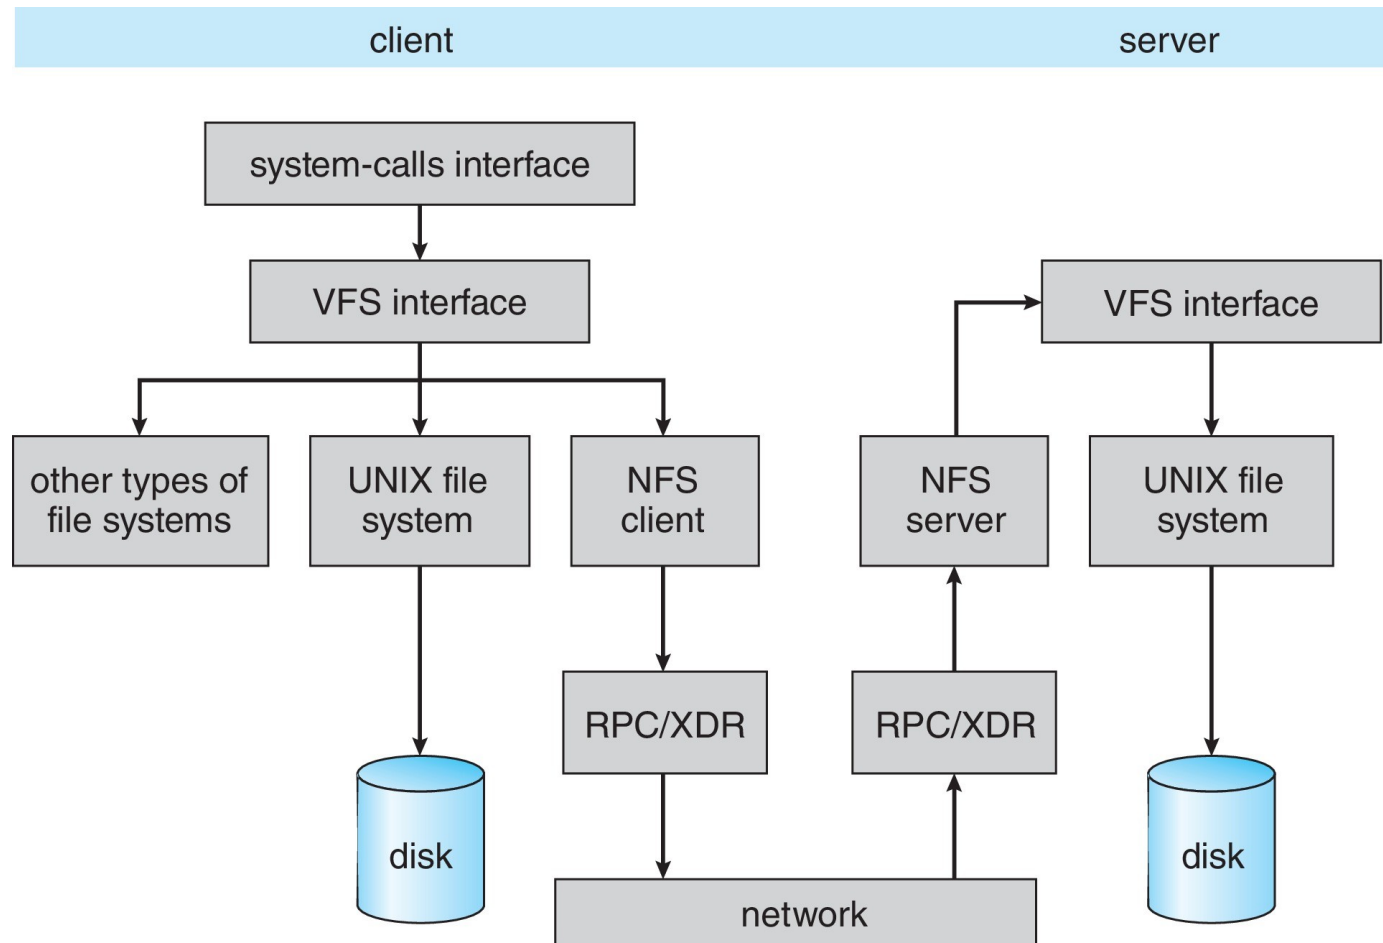 client
server
system-calls interface
VFS interface
VFS interface
other types of
file systems
UNIX file
system
NFS
client
NFS
server
UNIX file
system
RPC/XDR
RPC/XDR
disk
disk
network